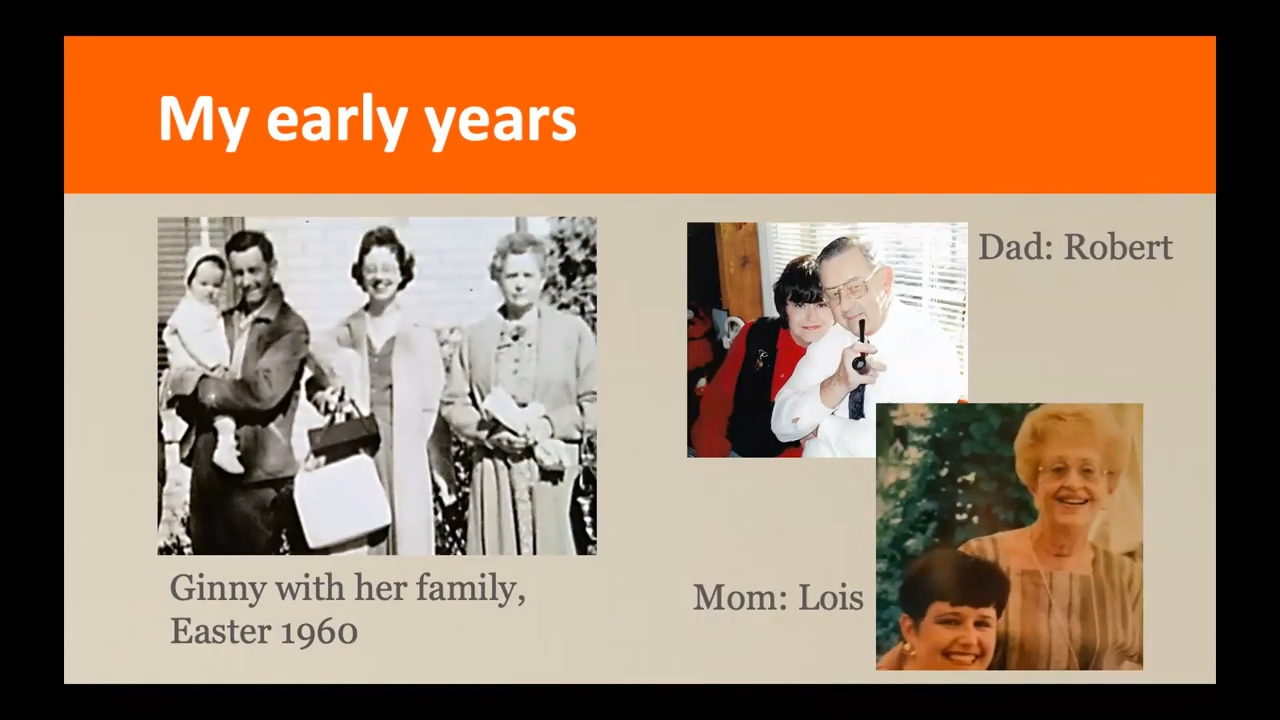 My early years
Dad: Robert
Ginny with her family,
Easter 1960
Mom: Lois